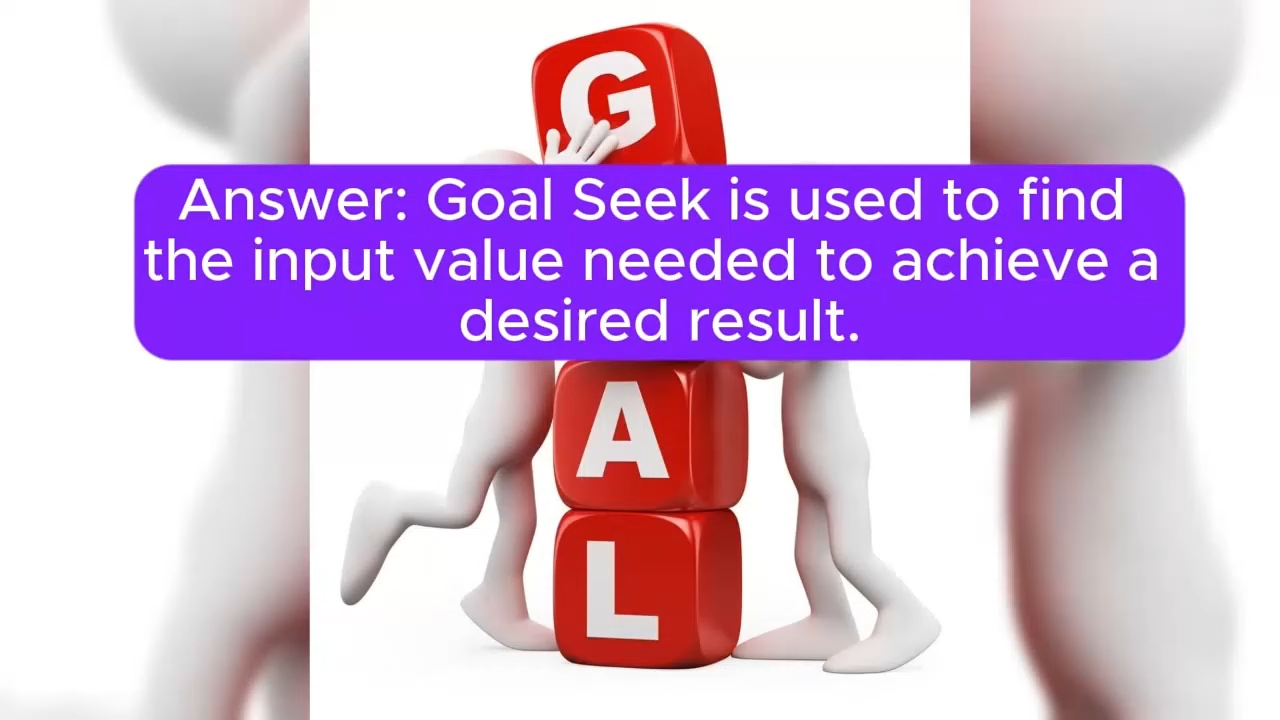 G
Answer: Goal Seek is used to find
the input value needed to achieve a
desired result.
A
L